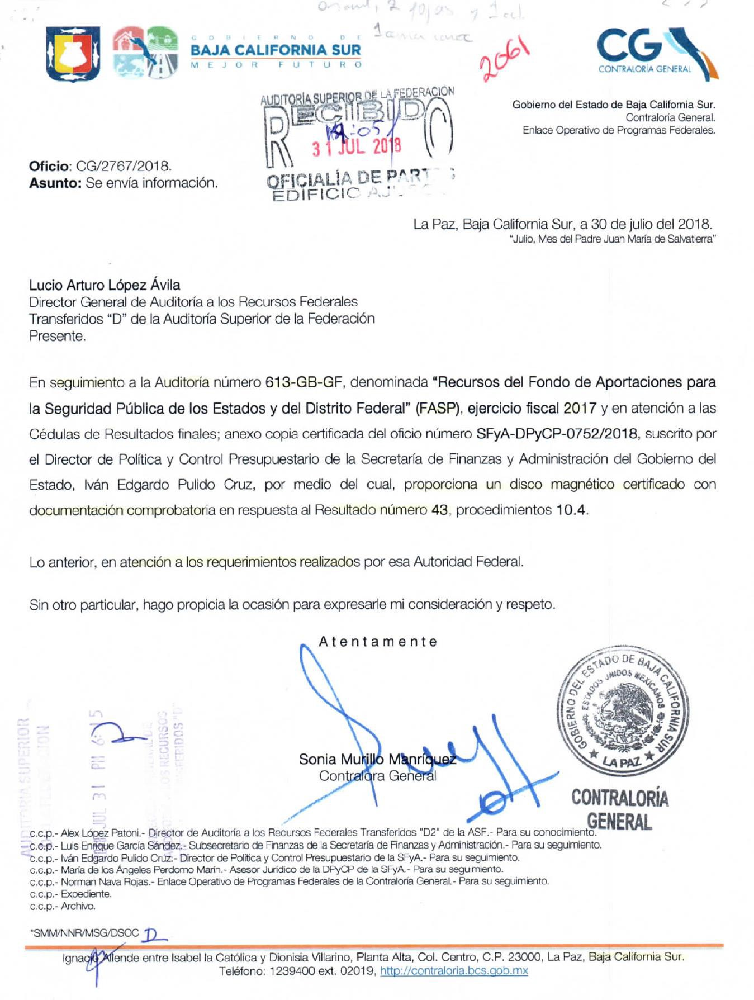 2 fojas y 1 cd.
GOBIERNO DE
BAJA CALIFORNIA SUR
MEJOR FUTURO
2061
CG
CONTRALORÍA GENERAL
AUDITORÍA SUPERIOR DE LA FEDERACIÓN
RECIBIDO
31 JUL 2018
OFICIALÍA DE PARTES
EDIFICIO AJUSCO
Gobierno del Estado de Baja California Sur.
Contraloría General.
Enlace Operativo de Programas Federales.
Oficio: CG/2767/2018.
Asunto: Se envía información.
La Paz, Baja California Sur, a 30 de julio del 2018.
“Julio, Mes del Padre Juan María de Salvatierra”
Lucio Arturo López Ávila
Director General de Auditoría a los Recursos Federales
Transferidos “D” de la Auditoría Superior de la Federación
Presente.
En seguimiento a la Auditoría número 613-GB-GF, denominada “Recursos del Fondo de Aportaciones para
la Seguridad Pública de los Estados y del Distrito Federal” (FASP), ejercicio fiscal 2017 y en atención a las
Cédulas de Resultados finales; anexo copia certificada del oficio número SFyA-DPyCP-0752/2018, suscrito por
el Director de Política y Control Presupuestario de la Secretaría de Finanzas y Administración del Gobierno del
Estado, Iván Edgardo Pulido Cruz, por medio del cual, proporciona un disco magnético certificado con
documentación comprobatoria en respuesta al Resultado número 43, procedimientos 10.4.
Lo anterior, en atención a los requerimientos realizados por esa Autoridad Federal.
Sin otro particular, hago propicia la ocasión para expresarle mi consideración y respeto.
Atentamente
GOBIERNO DEL ESTADO DE BAJA CALIFORNIA SUR
ESTADOS UNIDOS MEXICANOS
LA PAZ
CONTRALORÍA
GENERAL
AUDITORIA SUPERIOR
JUL 31 PM 6:15
LOS RECURSOS
"D"
Sonia Murillo Manríquez
Contralora General
c.c.p.- Alex López Patoni.- Director de Auditoría a los Recursos Federales Transferidos "D2" de la ASF.- Para su conocimiento.
c.c.p.- Luis Enrique García Sández.- Subsecretario de Finanzas de la Secretaría de Finanzas y Administración.- Para su seguimiento.
c.c.p.- Iván Edgardo Pulido Cruz.- Director de Política y Control Presupuestario de la SFyA.- Para su seguimiento.
c.c.p.- María de los Ángeles Perdomo Marín.- Asesor Jurídico de la DPyCP de la SFyA.- Para su seguimiento.
c.c.p.- Norman Nava Rojas.- Enlace Operativo de Programas Federales de la Contraloría General.- Para su seguimiento.
c.c.p.- Expediente.
c.c.p.- Archivo.
*SMM/NNR/MSG/DSOC
Ignacio Allende entre Isabel la Católica y Dionisia Villarino, Planta Alta, Col. Centro, C.P. 23000, La Paz, Baja California Sur.
Teléfono: 1239400 ext. 02019, http://contraloria.bcs.gob.mx